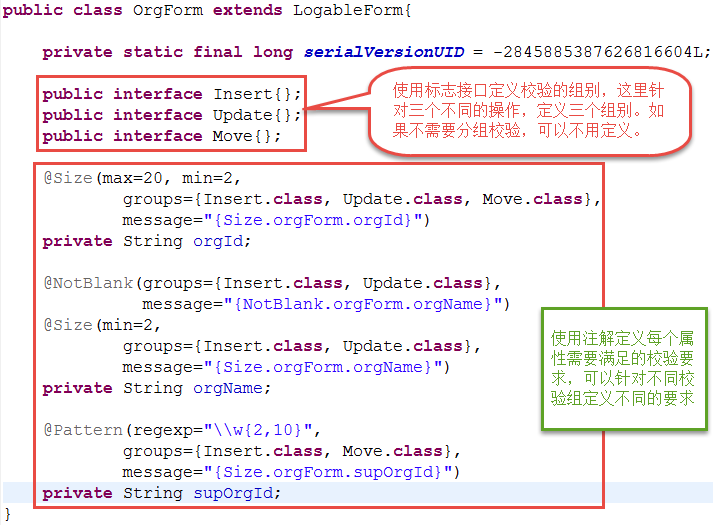 public class OrgForm extends LogableForm{
private static final long serialVersionUID = -2845885387626816604L;
public interface Insert{};
public interface Update{};
public interface Move{};
使用标志接口定义校验的组别，这里针
对三个不同的操作，定义三个组别。如
果不需要分组校验，可以不用定义。
@Size(max=20, min=2,
groups={Insert.class, Update.class, Move.class},
message="{Size.orgForm.orgId}")
private String orgId;
@NotBlank(groups={Insert.class, Update.class},
message="{NotBlank.orgForm.orgName}")
@Size(min=2,
groups={Insert.class, Update.class},
message="{Size.orgForm.orgName}")
private String orgName;
使用注解定义每个属
性需要满足的校验要
求，可以针对不同校
验组定义不同的要求
@Pattern(regexp="\\w{2,10}",
groups={Insert.class, Move.class},
message="{Size.orgForm.supOrgId}")
private String supOrgId;
}